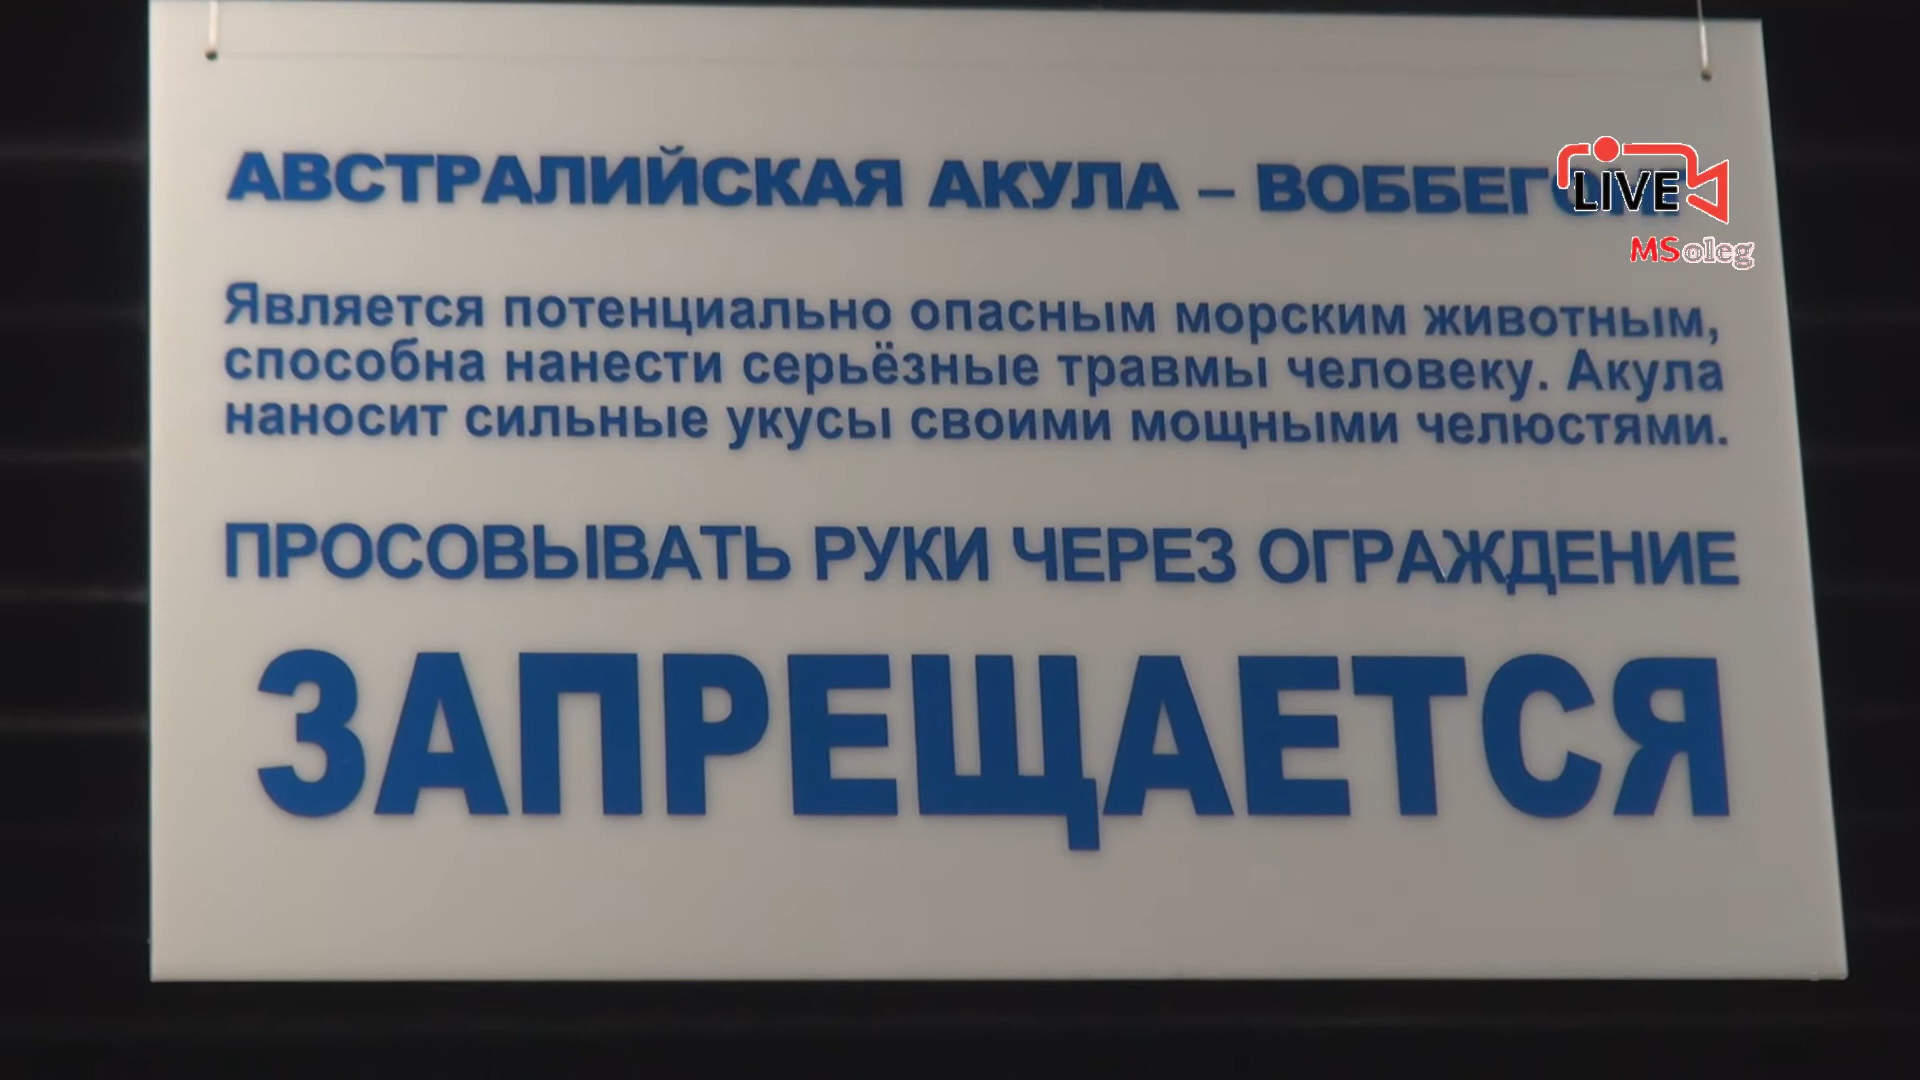 АВСТРАЛИЙСКАЯ АКУЛА –
LIVE
MSoleg
Является потенциально опасным морским животным,
способна нанести серьёзные травмы человеку. Акула
наносит сильные укусы своими мощными челюстями.
ПРОСОВЫВАТЬ РУКИ ЧЕРЕЗ ОГРАЖДЕНИЕ
ЗАПРЕЩАЕТСЯ